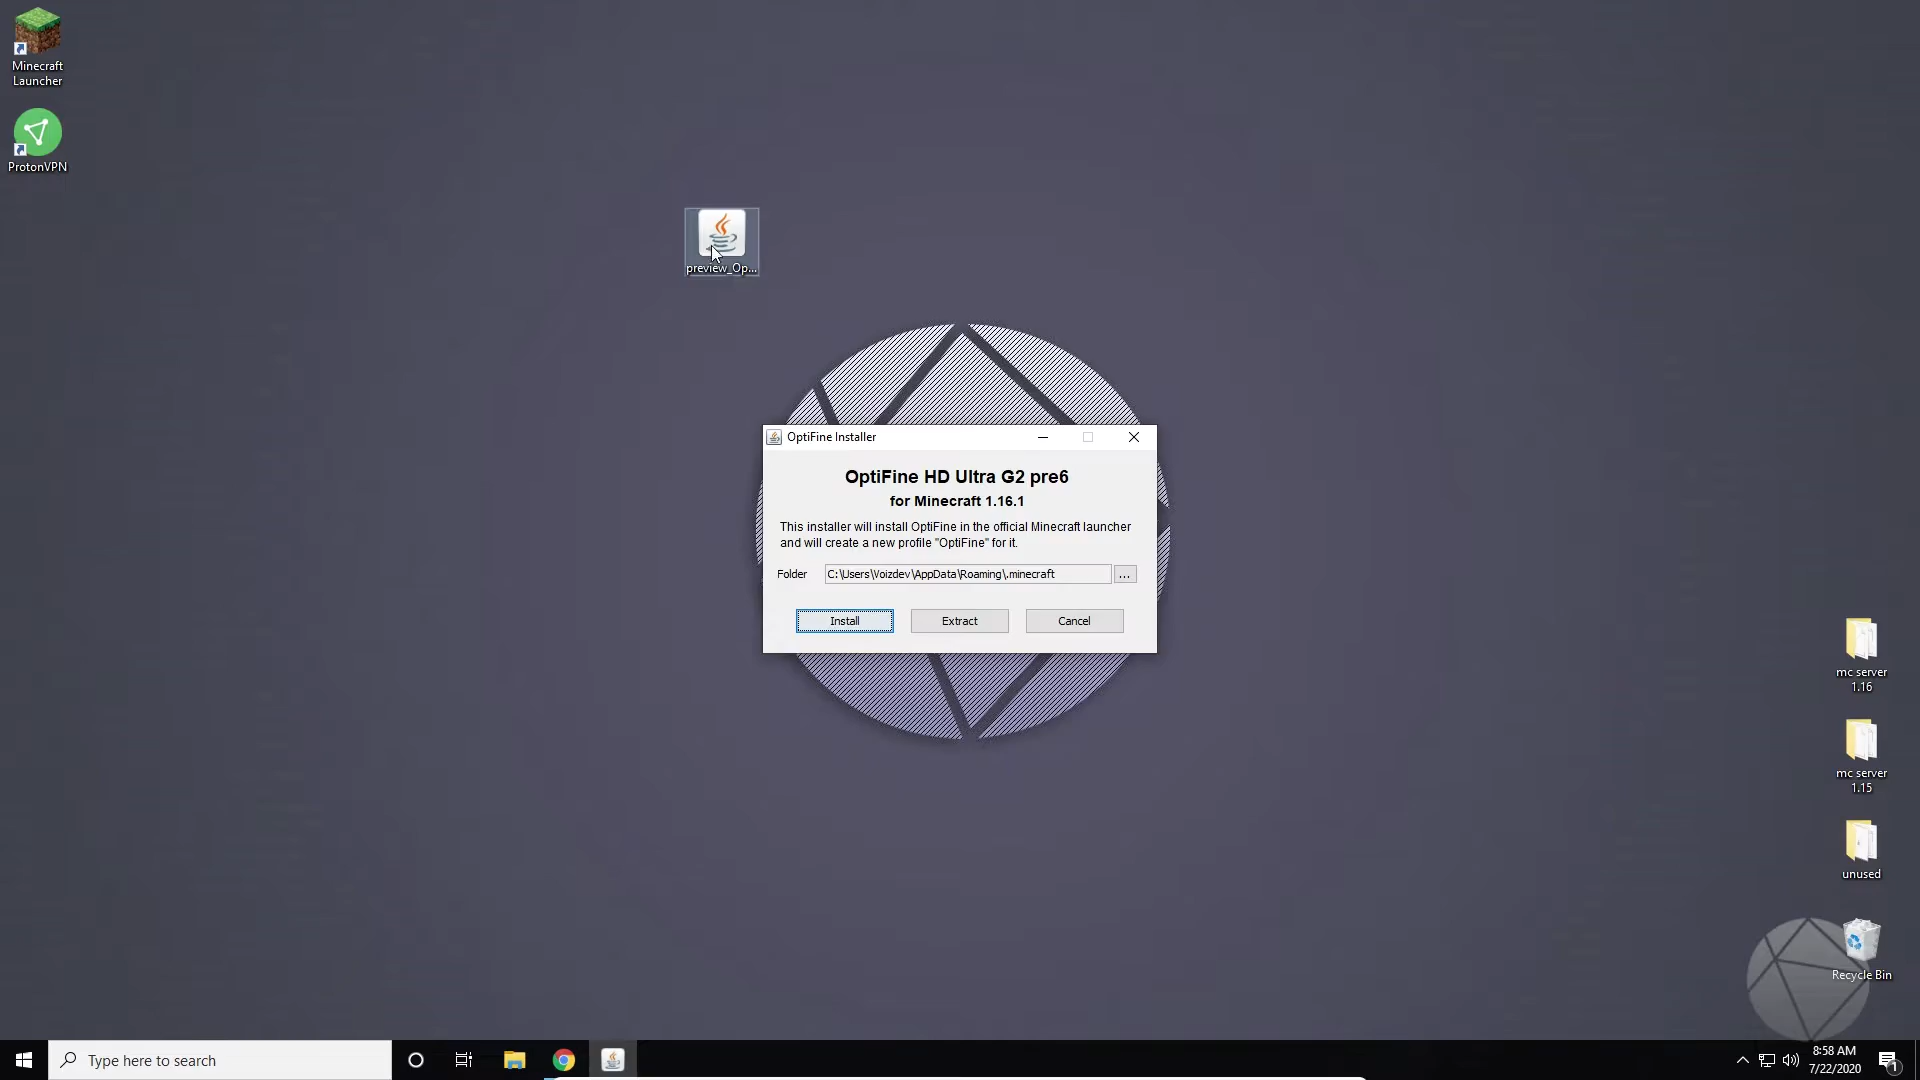 Minecraft
Launcher
ProtonVPN
preview_Op...
OptiFine Installer
OptiFine HD Ultra G2 pre6
for Minecraft 1.16.1
This installer will install OptiFine in the official Minecraft launcher
and will create a new profile "OptiFine" for it.
Folder C:\Users\Voizdev\AppData\Roaming\.minecraft ...
Install Extract Cancel
mc server
1.16
mc server
1.15
unused
Recycle Bin
Type here to search
8:58 AM
7/22/2020
1